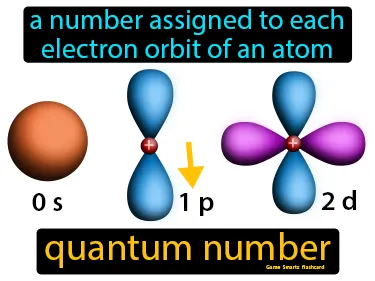 a number assigned to each
electron orbit of an atom
+
+
0 s
1 p
2 d
quantum number
Game Smartz flashcard